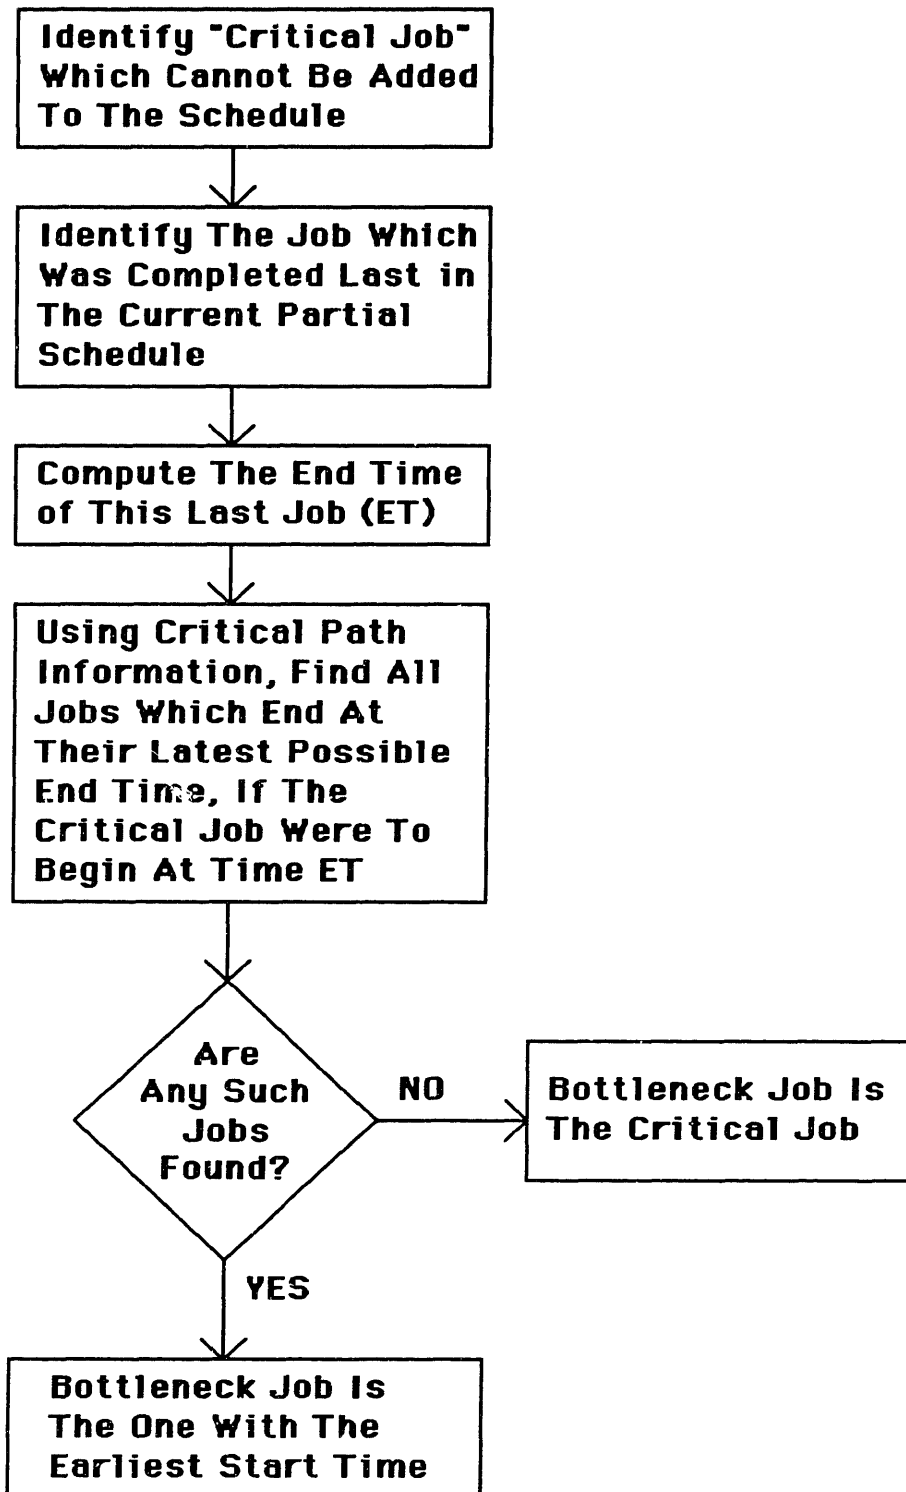 Identify "Critical Job"
Which Cannot Be Added
To The Schedule
Identify The Job Which
Was Completed Last in
The Current Partial
Schedule
Compute The End Time
of This Last Job (ET)
Using Critical Path
Information, Find All
Jobs Which End At
Their Latest Possible
End Time, If The
Critical Job Were To
Begin At Time ET
Are
Any Such
Jobs
Found?
NO
Bottleneck Job Is
The Critical Job
YES
Bottleneck Job Is
The One With The
Earliest Start Time